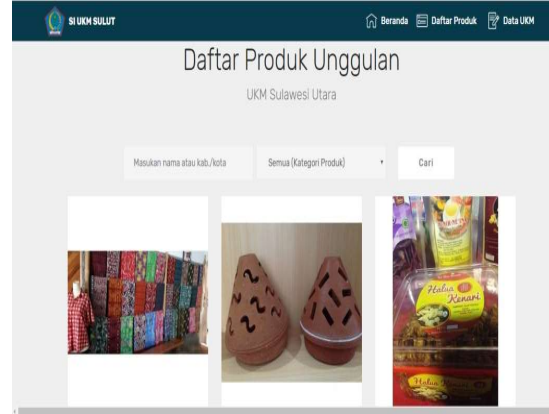 SI UKM SULUT
Beranda
Daftar Produk
Data UKM
Daftar Produk Unggulan
UKM Sulawesi Utara
Masukan nama atau kab./kota
Semua (Kategori Produk)
Cari
Halua
Kenari
Halua